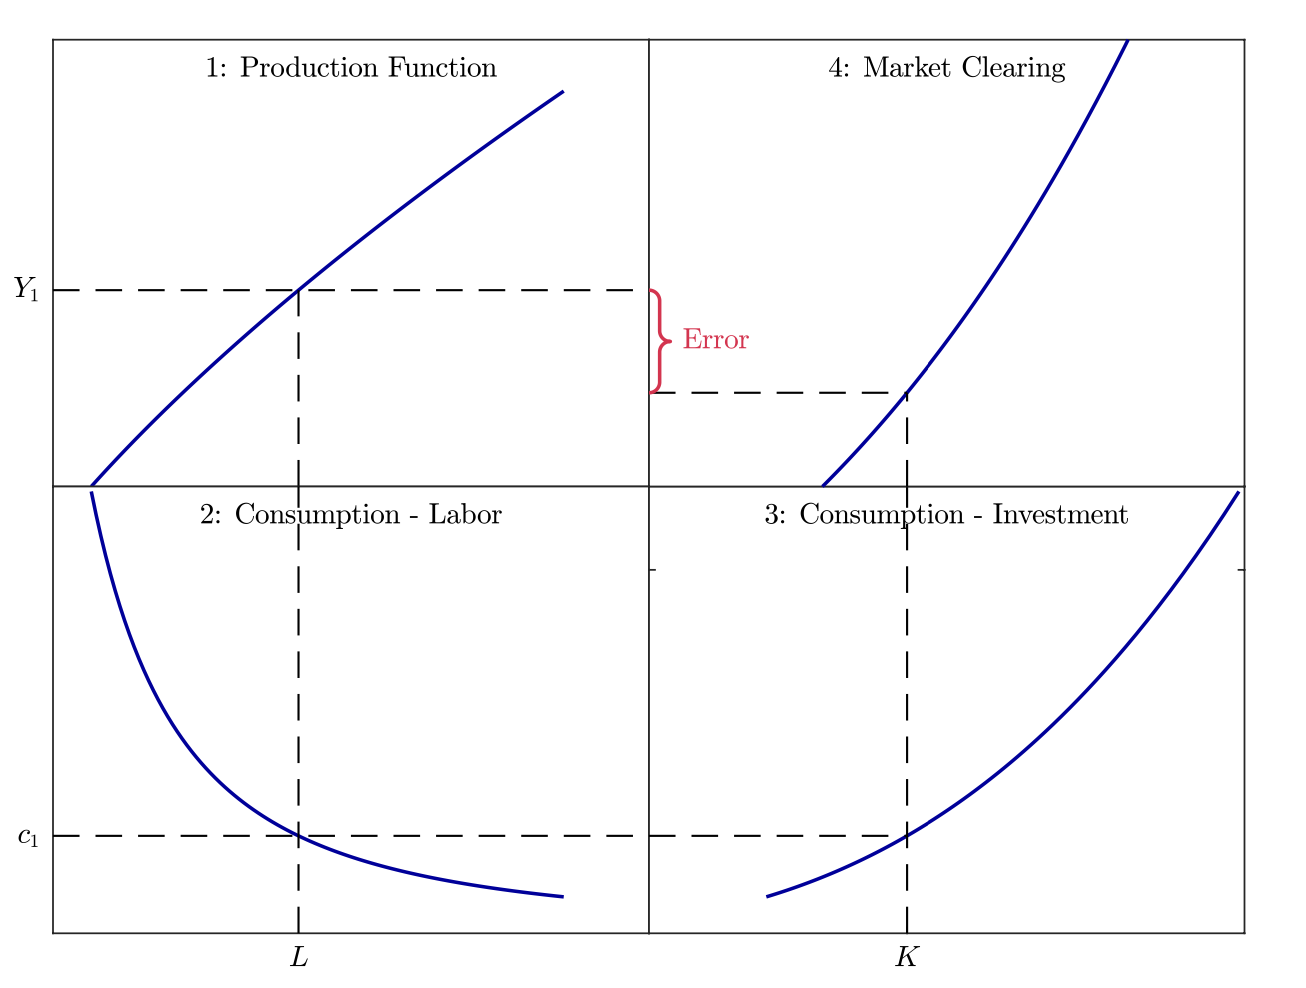 1: Production Function
4: Market Clearing
Y₁
Error
2: Consumption - Labor
3: Consumption - Investment
c₁
L
K